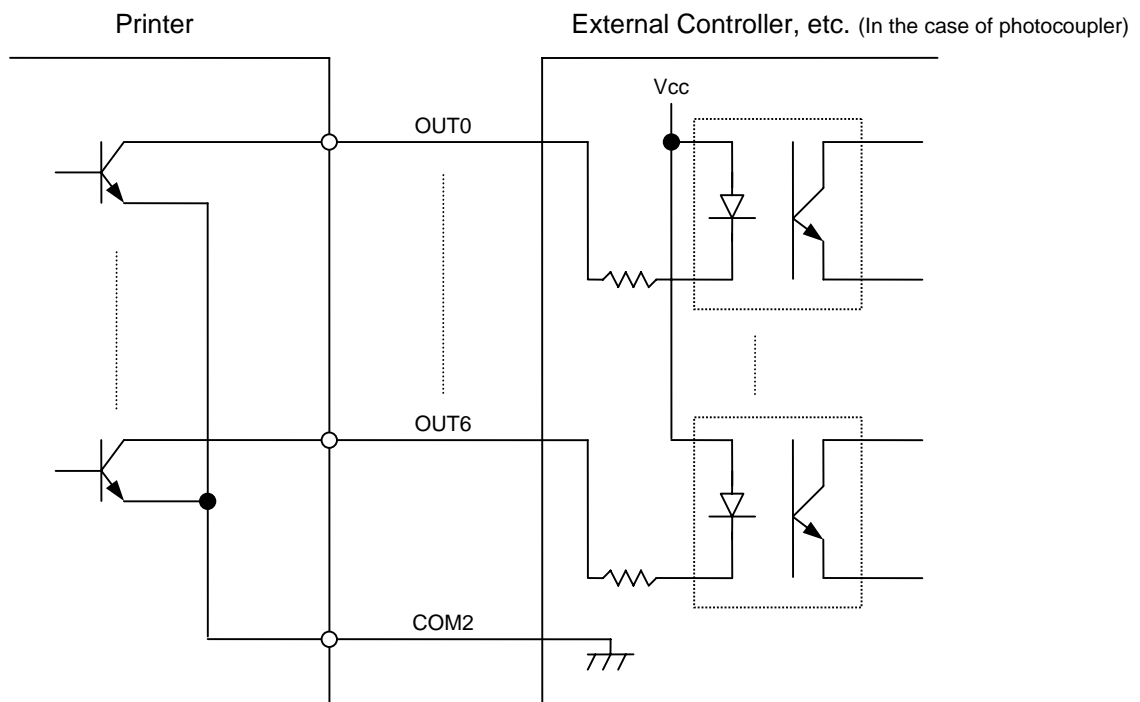 Printer
External Controller, etc. (In the case of photocoupler)
Vcc
OUT0
OUT6
COM2